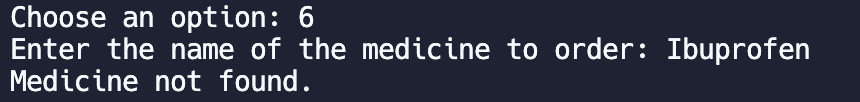 Choose an option: 6
Enter the name of the medicine to order: Ibuprofen
Medicine not found.